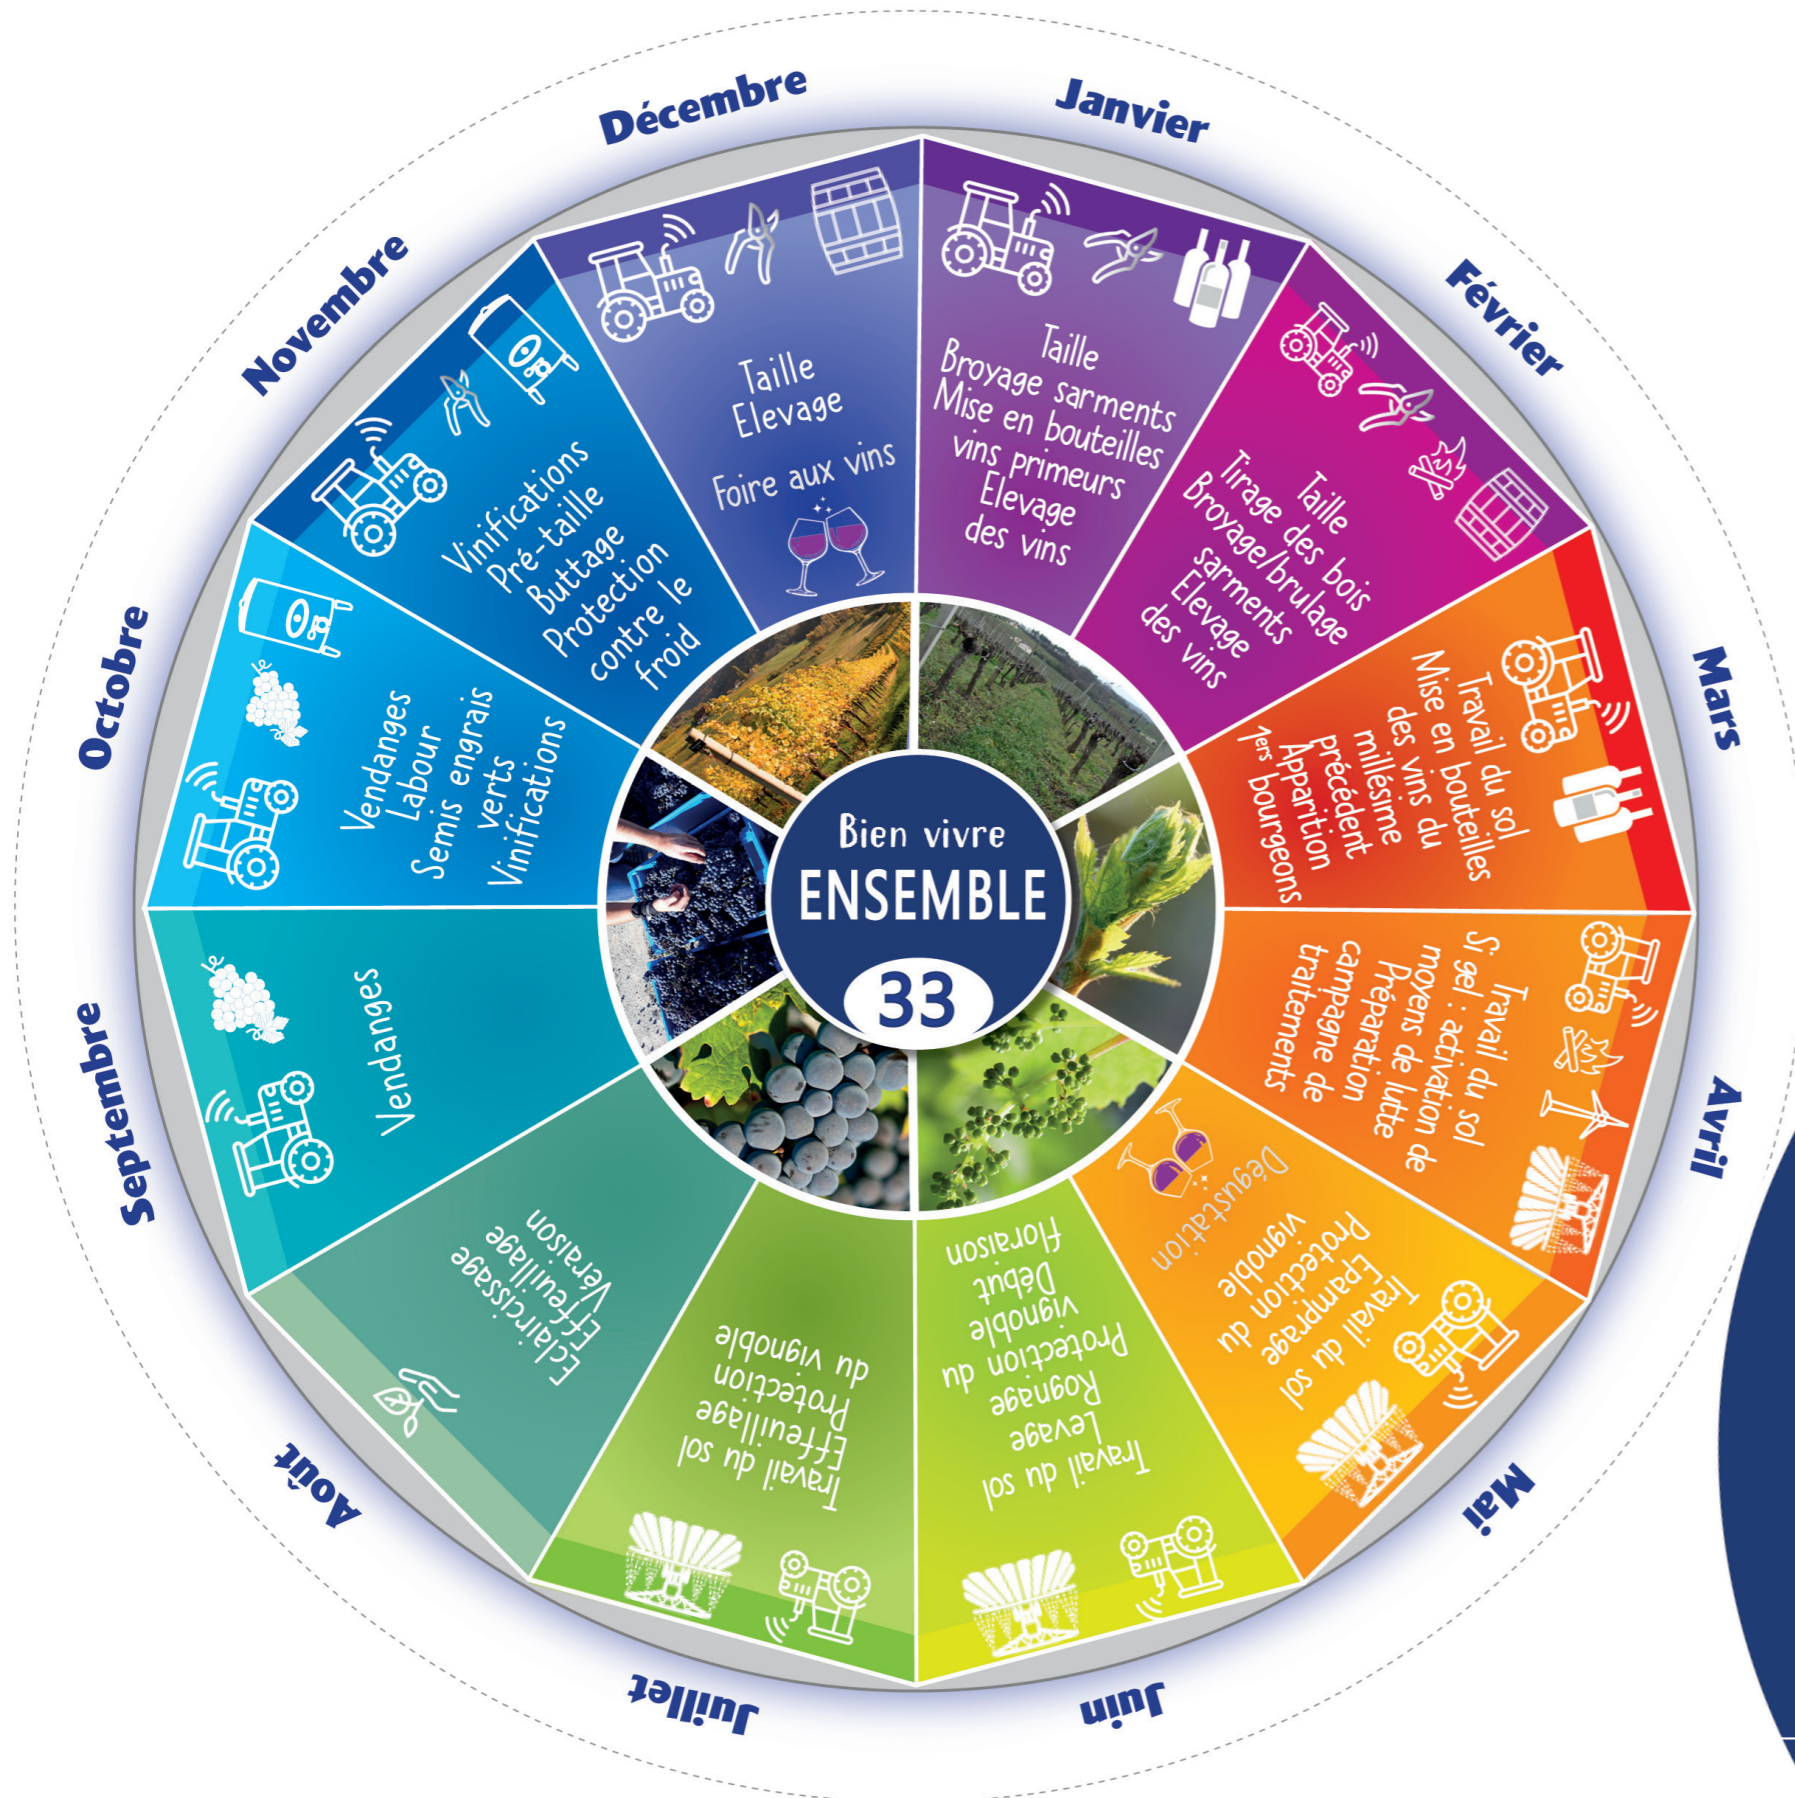 Janvier
Taille
Broyage sarments
Mise en bouteilles
vins primeurs
Elevage
des vins
Février
Taille
Tirage des bois
Broyage/brulage
sarments
Elevage
des vins
Mars
Travail du sol
Mise en bouteilles
des vins du
millésime
précédent
Apparition
1ers bourgeons
Avril
Travail du sol
Si gel : activation de
moyens de lutte
Préparation
campagne de
traitements
Mai
Travail du sol
Epamprage
Protection du
vignoble
Dégustation
Juin
Travail du sol
Levage
Rognage
Protection du
vignoble
Début
floraison
Juillet
Travail du sol
Effeuillage
Protection
du vignoble
Août
Eclaircissage
Effeuillage
Véraison
Septembre
Vendanges
Octobre
Vendanges
Labour
Semis engrais
verts
Vinifications
Novembre
Vinifications
Pré-taille
Buttage
Protection
contre le
froid
Décembre
Taille
Elevage
Foire aux vins
Bien vivre
ENSEMBLE
33